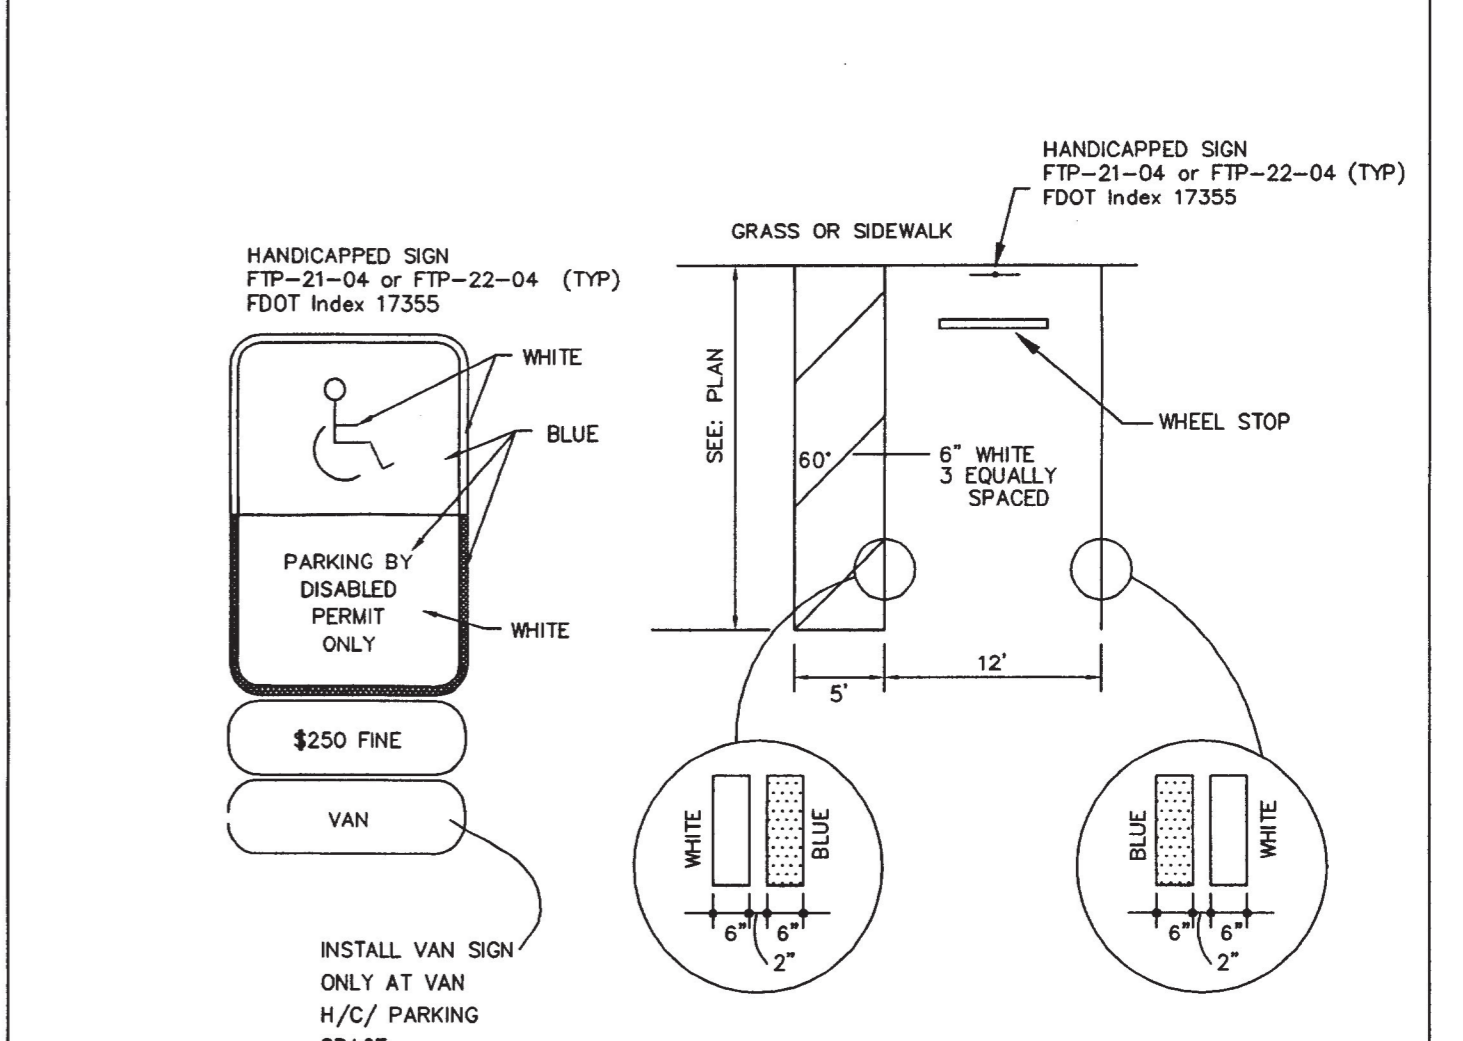 HANDICAPPED SIGN
FTP-21-04 or FTP-22-04 (TYP)
FDOT Index 17355
WHITE
BLUE
PARKING BY
DISABLED
PERMIT
ONLY
WHITE
$250 FINE
VAN
INSTALL VAN SIGN
ONLY AT VAN
H/C/ PARKING
HANDICAPPED SIGN
FTP-21-04 or FTP-22-04 (TYP)
FDOT Index 17355
GRASS OR SIDEWALK
SEE: PLAN
WHEEL STOP
60°
6" WHITE
3 EQUALLY
SPACED
5'
12'
WHITE
BLUE
6" 6"
2"
BLUE
WHITE
6" 6"
2"